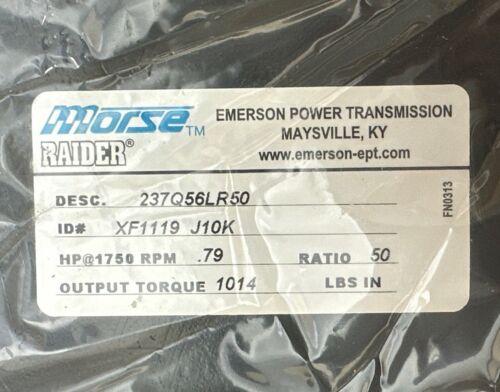 Morse™
RAIDER®
EMERSON POWER TRANSMISSION
MAYSVILLE, KY
www.emerson-ept.com
DESC. 237Q56LR50
ID# XF1119 J10K
HP@1750 RPM .79 RATIO 50
OUTPUT TORQUE 1014 LBS IN
FN0313